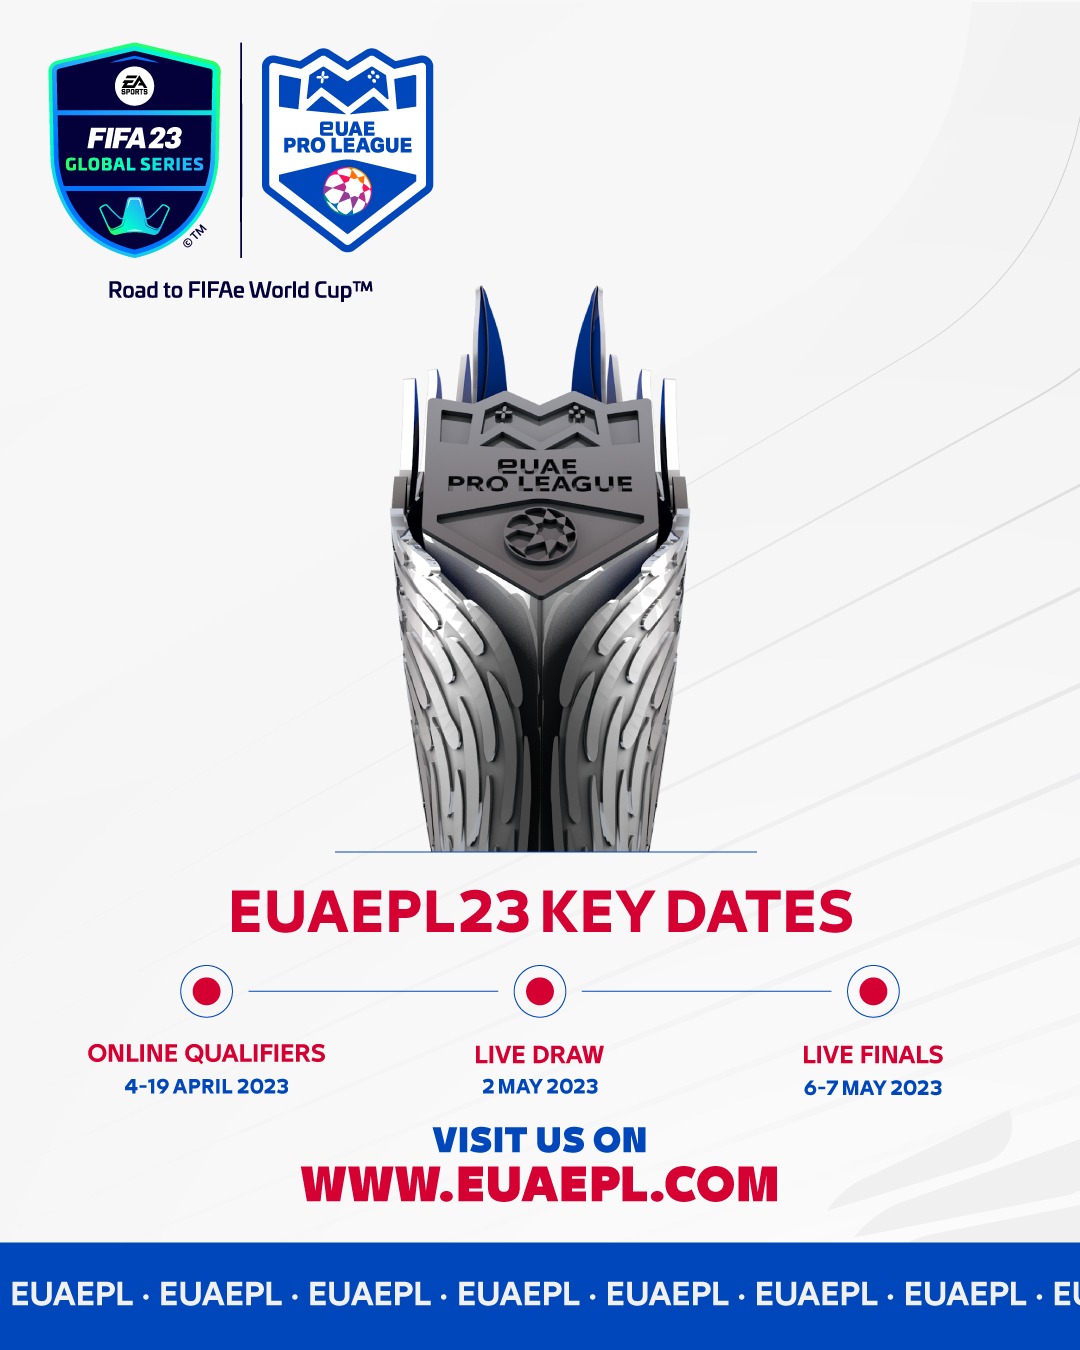 EA
SPORTS
FIFA 23
GLOBAL SERIES
©TM
eUAE
PRO LEAGUE
Road to FIFAe World Cup™
eUAE
PRO LEAGUE
EUAEPL23 KEY DATES
ONLINE QUALIFIERS
4-19 APRIL 2023
LIVE DRAW
2 MAY 2023
LIVE FINALS
6-7 MAY 2023
VISIT US ON
WWW.EUAEPL.COM
EUAEPL · EUAEPL · EUAEPL · EUAEPL · EUAEPL · EUAEPL · EUAEPL · EU